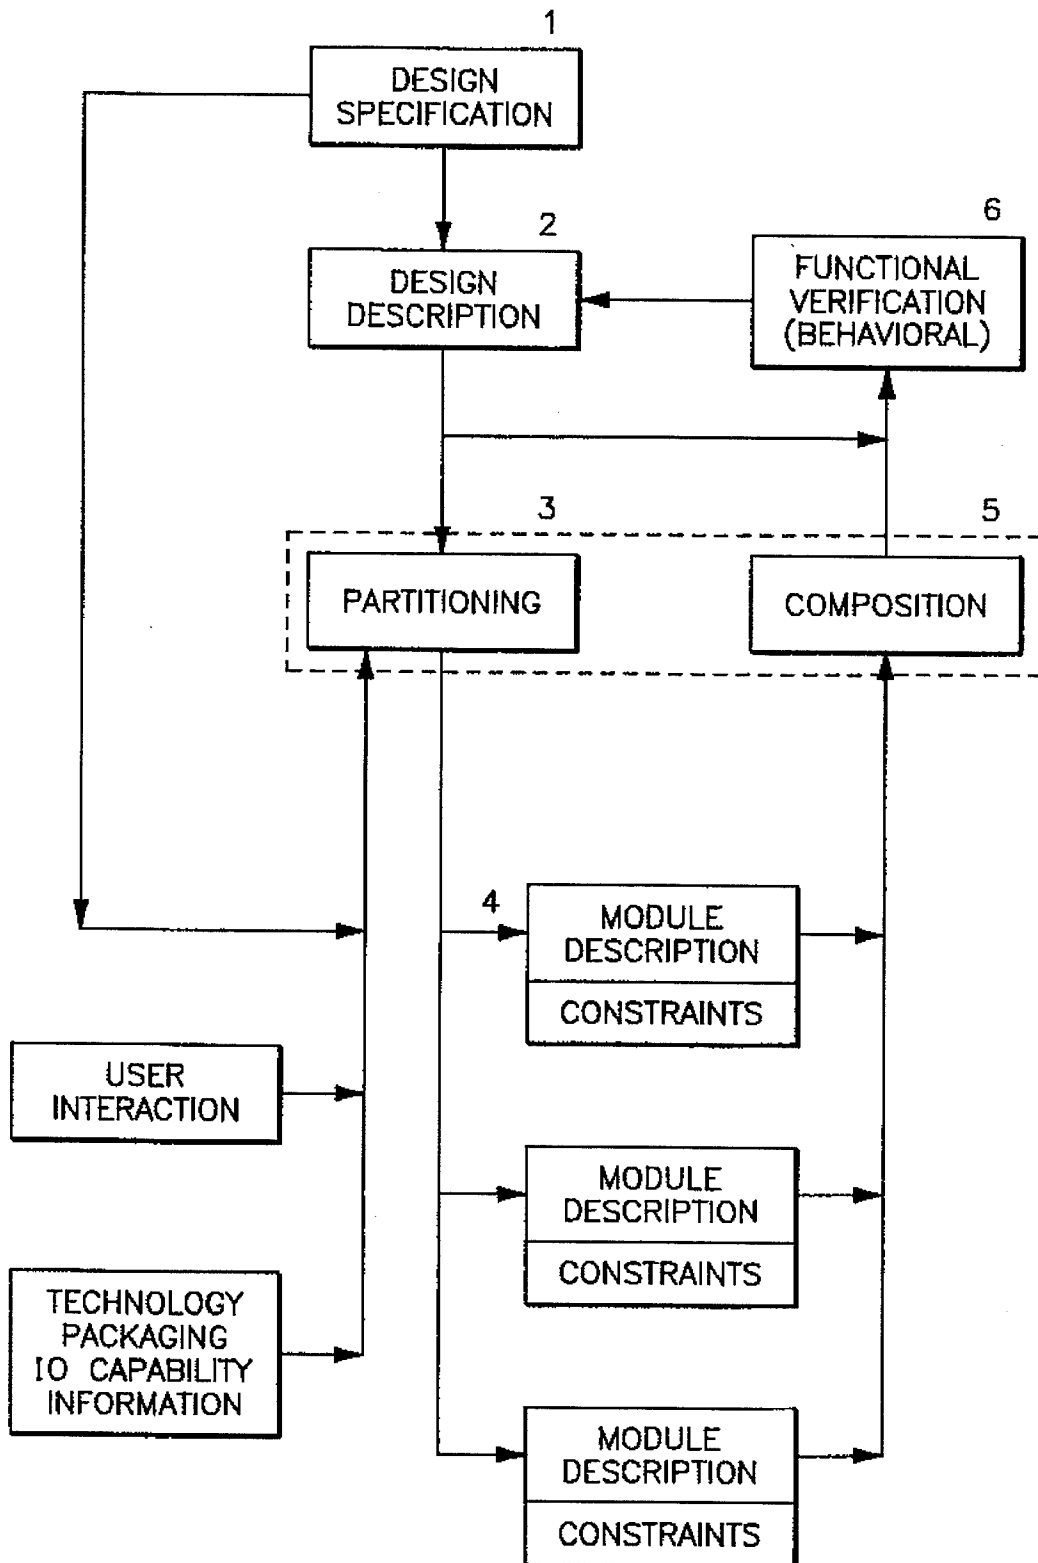 1
DESIGN
SPECIFICATION
2
DESIGN
DESCRIPTION
6
FUNCTIONAL
VERIFICATION
(BEHAVIORAL)
3
PARTITIONING
5
COMPOSITION
4
MODULE
DESCRIPTION
CONSTRAINTS
USER
INTERACTION
MODULE
DESCRIPTION
CONSTRAINTS
TECHNOLOGY
PACKAGING
IO CAPABILITY
INFORMATION
MODULE
DESCRIPTION
CONSTRAINTS